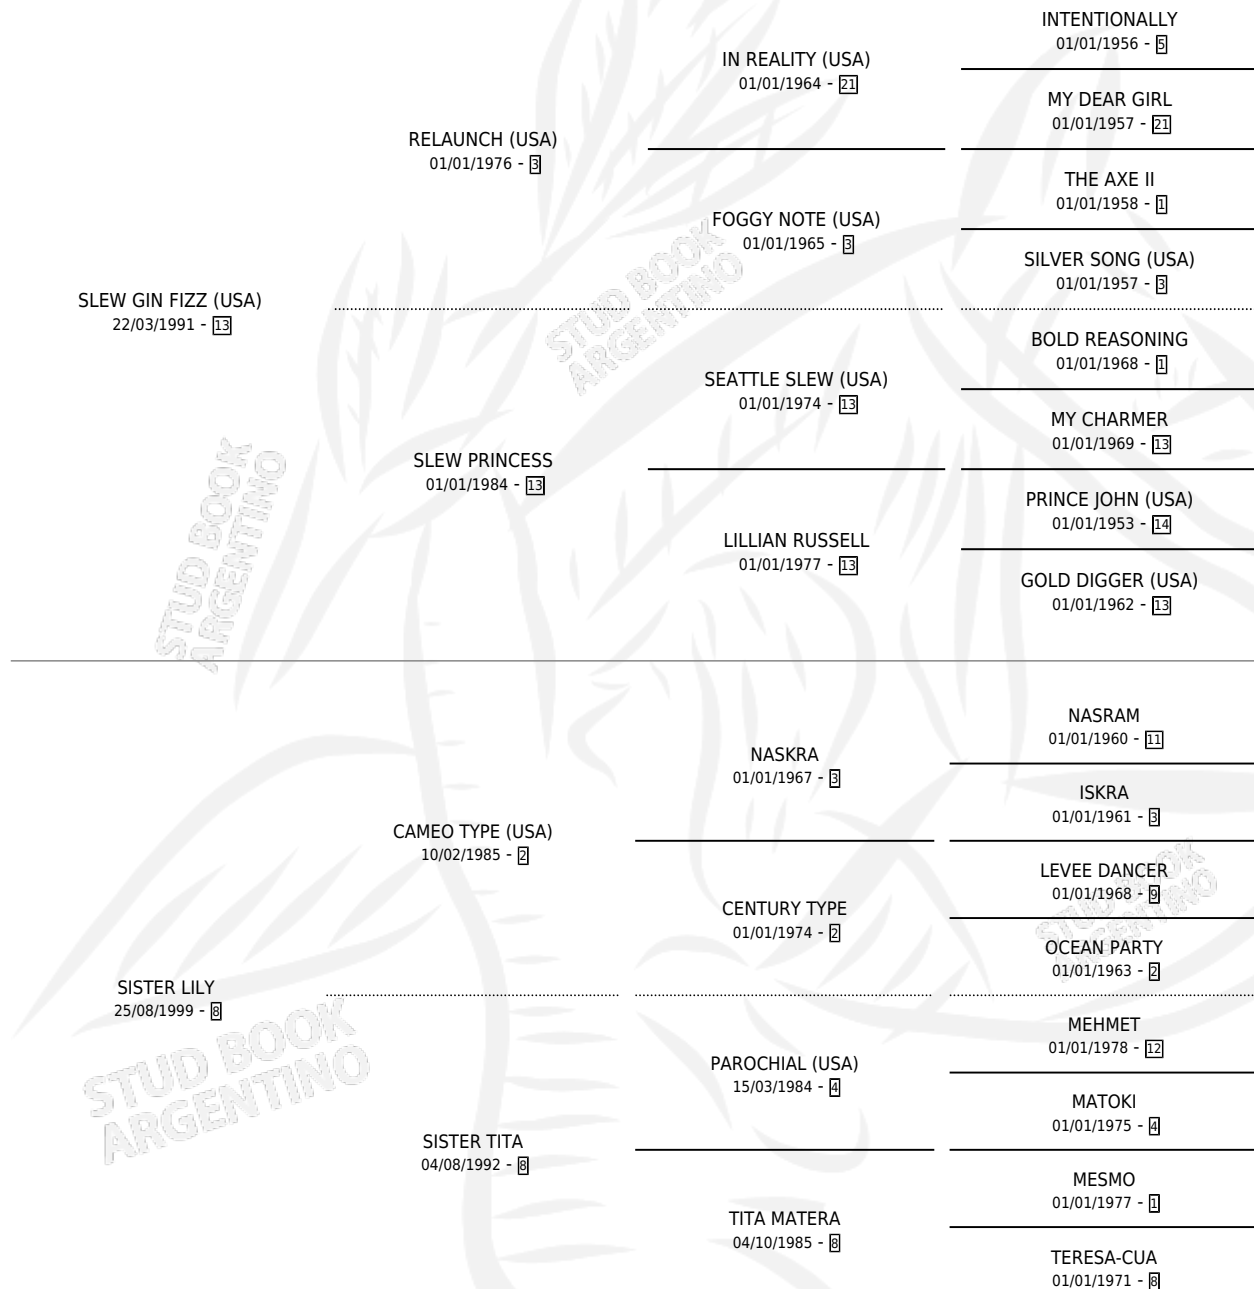 INTENTIONALLY
01/01/1956 - 5
IN REALITY (USA)
01/01/1964 - 21
MY DEAR GIRL
01/01/1957 - 21
RELAUNCH (USA)
01/01/1976 - 3
THE AXE II
01/01/1958 - 1
FOGGY NOTE (USA)
01/01/1965 - 3
SILVER SONG (USA)
01/01/1957 - 3
SLEW GIN FIZZ (USA)
22/03/1991 - 13
BOLD REASONING
01/01/1968 - 1
SEATTLE SLEW (USA)
01/01/1974 - 13
MY CHARMER
01/01/1969 - 13
SLEW PRINCESS
01/01/1984 - 13
PRINCE JOHN (USA)
01/01/1953 - 14
LILLIAN RUSSELL
01/01/1977 - 13
GOLD DIGGER (USA)
01/01/1962 - 13
NASRAM
01/01/1960 - 11
NASKRA
01/01/1967 - 3
ISKRA
01/01/1961 - 3
CAMEO TYPE (USA)
10/02/1985 - 2
LEVEE DANCER
01/01/1968 - 9
CENTURY TYPE
01/01/1974 - 2
OCEAN PARTY
01/01/1963 - 2
SISTER LILY
25/08/1999 - 8
MEHMET
01/01/1978 - 12
PAROCHIAL (USA)
15/03/1984 - 4
MATOKI
01/01/1975 - 4
SISTER TITA
04/08/1992 - 8
MESMO
01/01/1977 - 1
TITA MATERA
04/10/1985 - 8
TERESA-CUA
01/01/1971 - 8
STUD BOOK
ARGENTINO
STUD BOOK
ARGENTINO
STUD BOOK
ARGENTINO
STUD BOOK
ARGENTINO